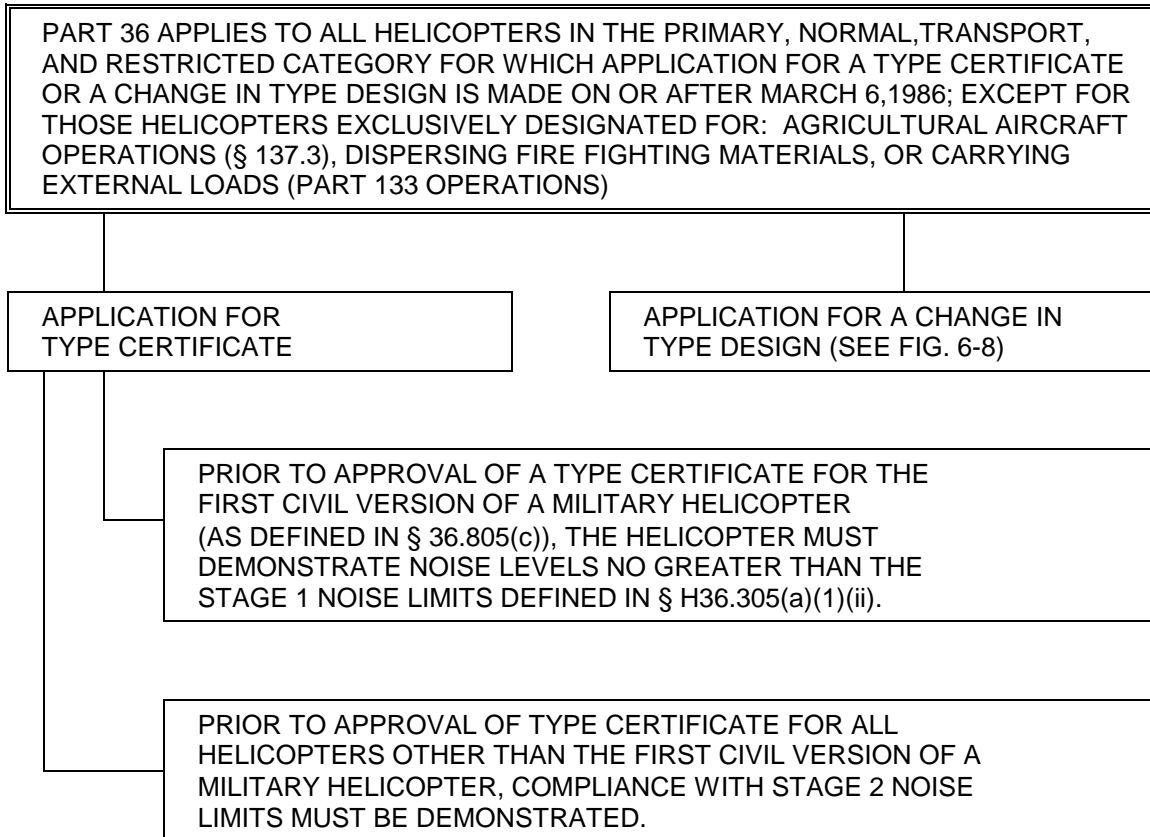 PART 36 APPLIES TO ALL HELICOPTERS IN THE PRIMARY, NORMAL,TRANSPORT,
AND RESTRICTED CATEGORY FOR WHICH APPLICATION FOR A TYPE CERTIFICATE
OR A CHANGE IN TYPE DESIGN IS MADE ON OR AFTER MARCH 6,1986; EXCEPT FOR
THOSE HELICOPTERS EXCLUSIVELY DESIGNATED FOR: AGRICULTURAL AIRCRAFT
OPERATIONS (§ 137.3), DISPERSING FIRE FIGHTING MATERIALS, OR CARRYING
EXTERNAL LOADS (PART 133 OPERATIONS)
APPLICATION FOR
TYPE CERTIFICATE
APPLICATION FOR A CHANGE IN
TYPE DESIGN (SEE FIG. 6-8)
PRIOR TO APPROVAL OF A TYPE CERTIFICATE FOR THE
FIRST CIVIL VERSION OF A MILITARY HELICOPTER
(AS DEFINED IN § 36.805(c)), THE HELICOPTER MUST
DEMONSTRATE NOISE LEVELS NO GREATER THAN THE
STAGE 1 NOISE LIMITS DEFINED IN § H36.305(a)(1)(ii).
PRIOR TO APPROVAL OF TYPE CERTIFICATE FOR ALL
HELICOPTERS OTHER THAN THE FIRST CIVIL VERSION OF A
MILITARY HELICOPTER, COMPLIANCE WITH STAGE 2 NOISE
LIMITS MUST BE DEMONSTRATED.